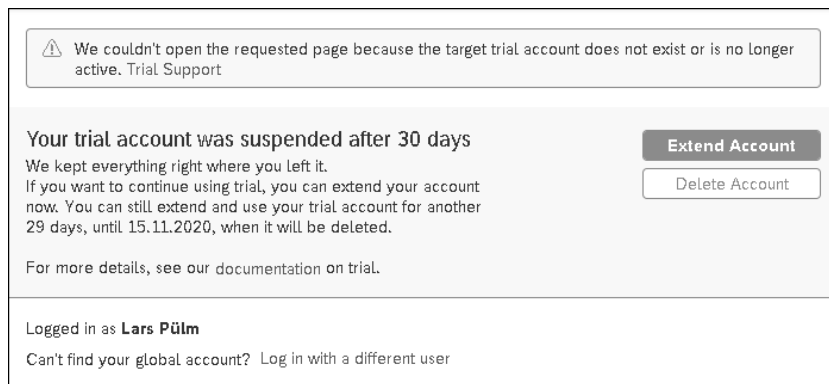 We couldn't open the requested page because the target trial account does not exist or is no longer
active. Trial Support
Your trial account was suspended after 30 days
We kept everything right where you left it.
If you want to continue using trial, you can extend your account
now. You can still extend and use your trial account for another
29 days, until 15.11.2020, when it will be deleted.
For more details, see our documentation on trial.
Extend Account
Delete Account
Logged in as Lars Pülm
Can't find your global account? Log in with a different user